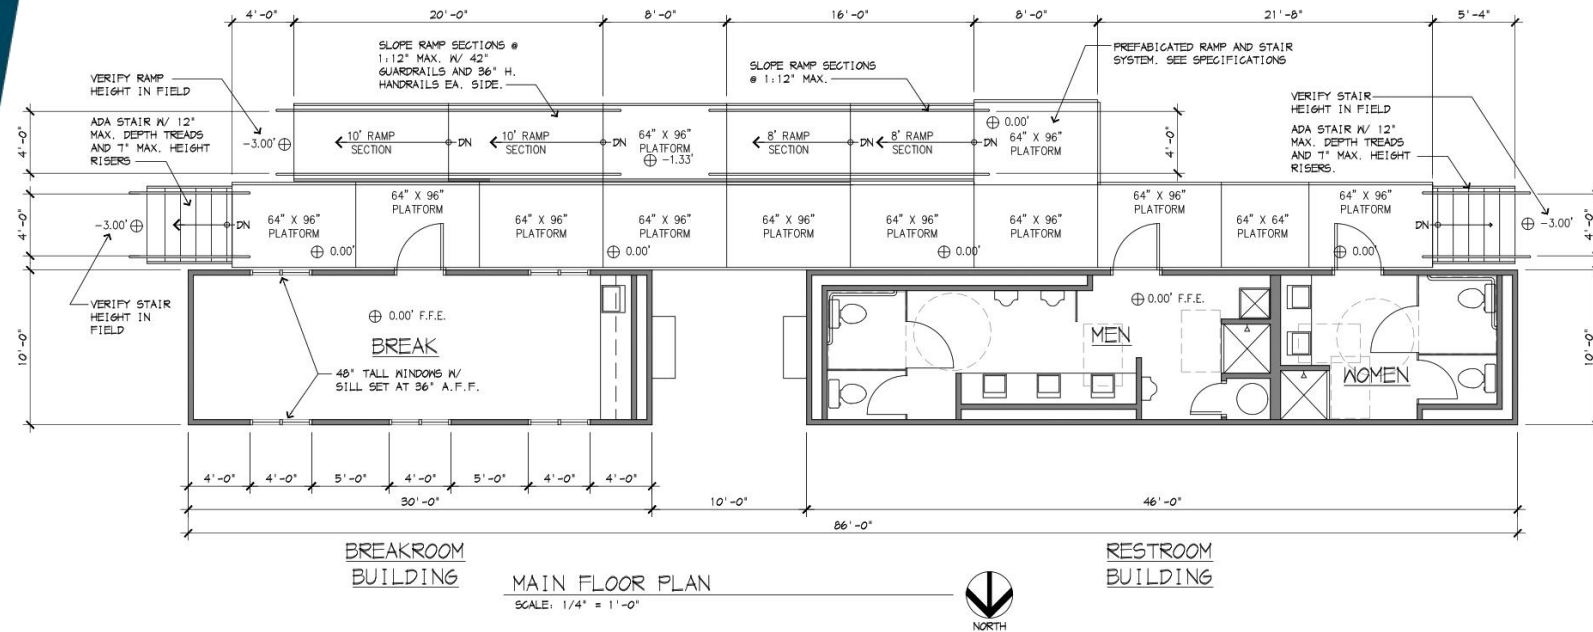 4'-0" 20'-0" 8'-0" 16'-0" 8'-0" 21'-8" 5'-4"
SLOPE RAMP SECTIONS @
1:12" MAX. W/ 42"
GUARDRAILS AND 36" H.
HANDRAILS EA. SIDE.
SLOPE RAMP SECTIONS
@ 1:12" MAX.
PREFABICATED RAMP AND STAIR
SYSTEM. SEE SPECIFICATIONS
VERIFY RAMP
HEIGHT IN FIELD
ADA STAIR W/ 12"
MAX. DEPTH TREADS
AND 7" MAX. HEIGHT
RISERS
VERIFY STAIR
HEIGHT IN FIELD
ADA STAIR W/ 12"
MAX. DEPTH TREADS
AND 7" MAX. HEIGHT
RISERS.
4'-0"
-3.00'
10' RAMP
SECTION
10' RAMP
SECTION
DN
DN
64" X 96"
PLATFORM
-1.33'
8' RAMP
SECTION
8' RAMP
SECTION
DN
DN
0.00'
64" X 96"
PLATFORM
4'-0"
4'-0"
-3.00'
DN
64" X 96"
PLATFORM
0.00'
64" X 96"
PLATFORM
64" X 96"
PLATFORM
64" X 96"
PLATFORM
0.00'
64" X 96"
PLATFORM
64" X 96"
PLATFORM
0.00'
64" X 96"
PLATFORM
64" X 96"
PLATFORM
64" X 64"
PLATFORM
64" X 96"
PLATFORM
0.00'
DN
-3.00'
4'-0"
VERIFY STAIR
HEIGHT IN
FIELD
10'-0"
0.00' F.F.E.
BREAK
48" TALL WINDOWS W/
SILL SET AT 36" A.F.F.
0.00' F.F.E.
MEN
WOMEN
10'-0"
4'-0" 4'-0" 5'-0" 4'-0" 5'-0" 4'-0" 4'-0"
30'-0" 10'-0" 46'-0"
86'-0"
BREAKROOM
BUILDING
RESTROOM
BUILDING
MAIN FLOOR PLAN
SCALE: 1/4" = 1'-0"
NORTH